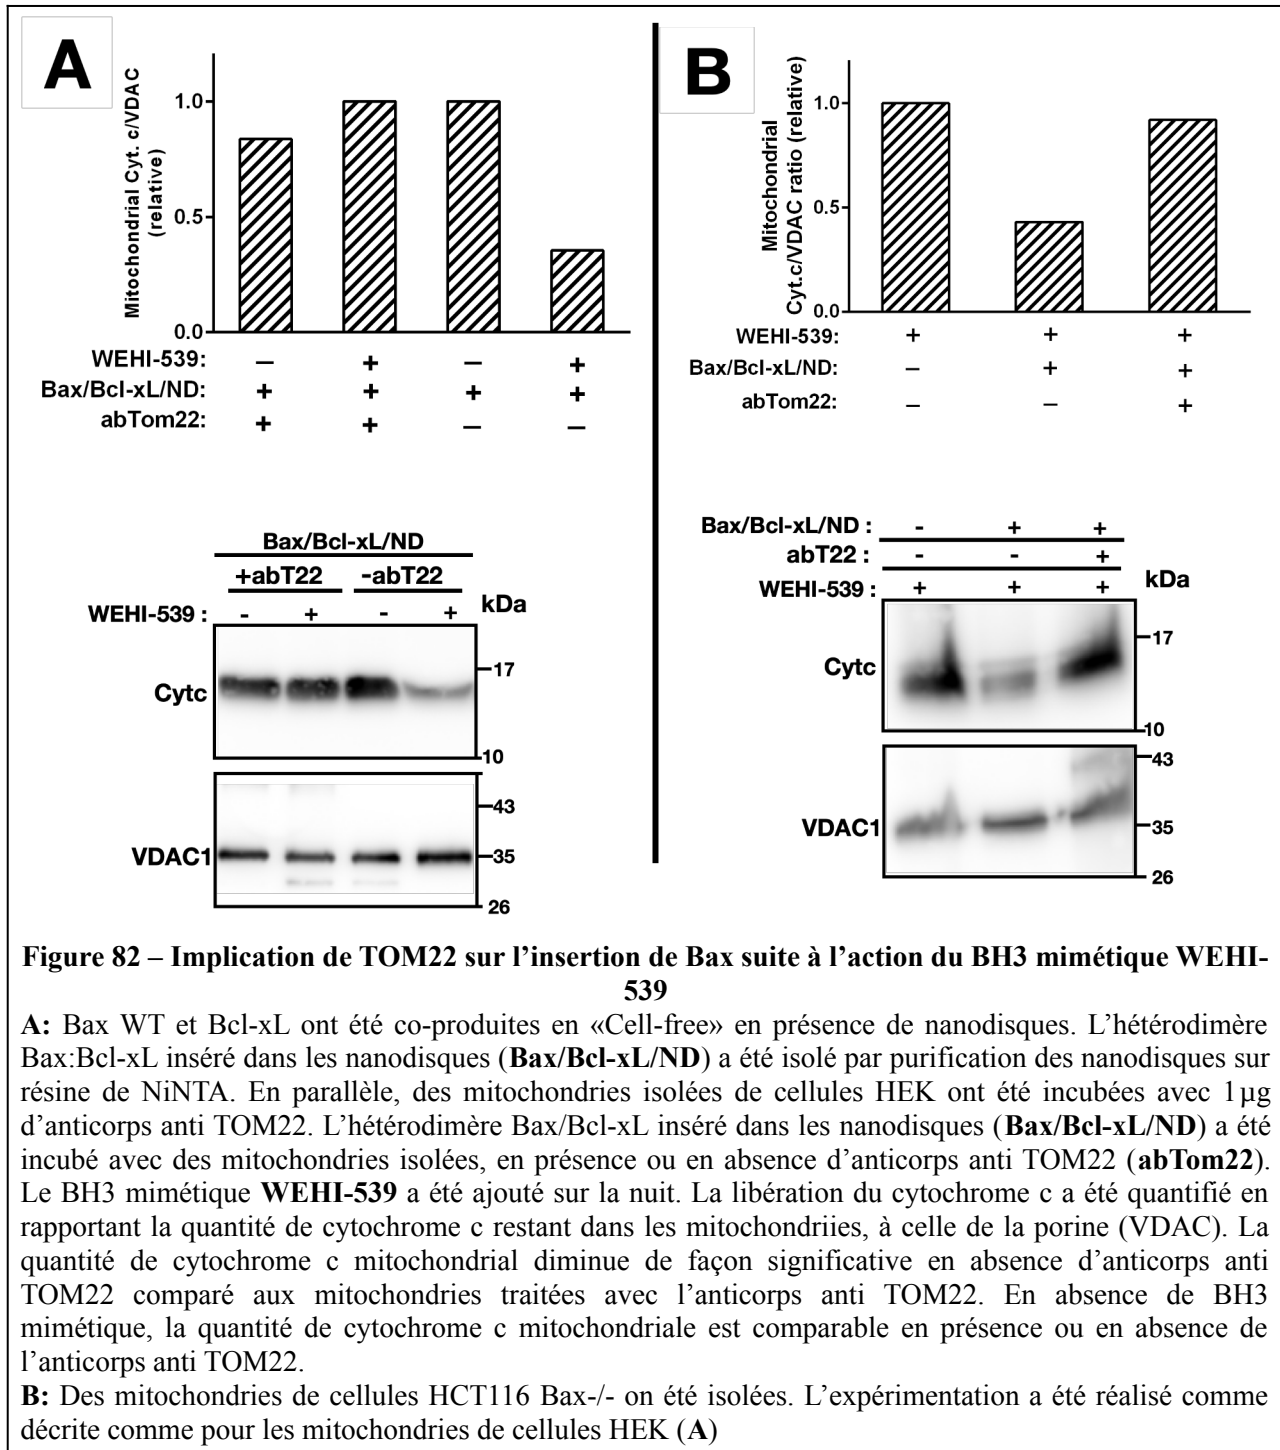 A
Mitochondrial Cyt. c/VDAC
(relative)
1.0
0.5
0.0
WEHI-539: – + – +
Bax/Bcl-xL/ND: + + + +
abTom22: + + – –
Bax/Bcl-xL/ND
+abT22 -abT22
WEHI-539 : - + - + kDa
Cytc
17
10
VDAC1
43
35
26
B
Mitochondrial
Cyt.c/VDAC ratio (relative)
1.0
0.5
0.0
WEHI-539: + + +
Bax/Bcl-xL/ND: – + +
abTom22: – – +
Bax/Bcl-xL/ND : - + +
abT22 : - - +
WEHI-539 : + + + kDa
Cytc
17
10
VDAC1
43
35
26
Figure 82 – Implication de TOM22 sur l’insertion de Bax suite à l’action du BH3 mimétique WEHI-
539
A: Bax WT et Bcl-xL ont été co-produites en «Cell-free» en présence de nanodisques. L’hétérodimère
Bax:Bcl-xL inséré dans les nanodisques (Bax/Bcl-xL/ND) a été isolé par purification des nanodisques sur
résine de NiNTA. En parallèle, des mitochondries isolées de cellules HEK ont été incubées avec 1µg
d’anticorps anti TOM22. L’hétérodimère Bax/Bcl-xL inséré dans les nanodisques (Bax/Bcl-xL/ND) a été
incubé avec des mitochondries isolées, en présence ou en absence d’anticorps anti TOM22 (abTom22).
Le BH3 mimétique WEHI-539 a été ajouté sur la nuit. La libération du cytochrome c a été quantifié en
rapportant la quantité de cytochrome c restant dans les mitochondriies, à celle de la porine (VDAC). La
quantité de cytochrome c mitochondrial diminue de façon significative en absence d’anticorps anti
TOM22 comparé aux mitochondries traitées avec l’anticorps anti TOM22. En absence de BH3
mimétique, la quantité de cytochrome c mitochondriale est comparable en présence ou en absence de
l’anticorps anti TOM22.
B: Des mitochondries de cellules HCT116 Bax-/- on été isolées. L’expérimentation a été réalisé comme
décrite comme pour les mitochondries de cellules HEK (A)